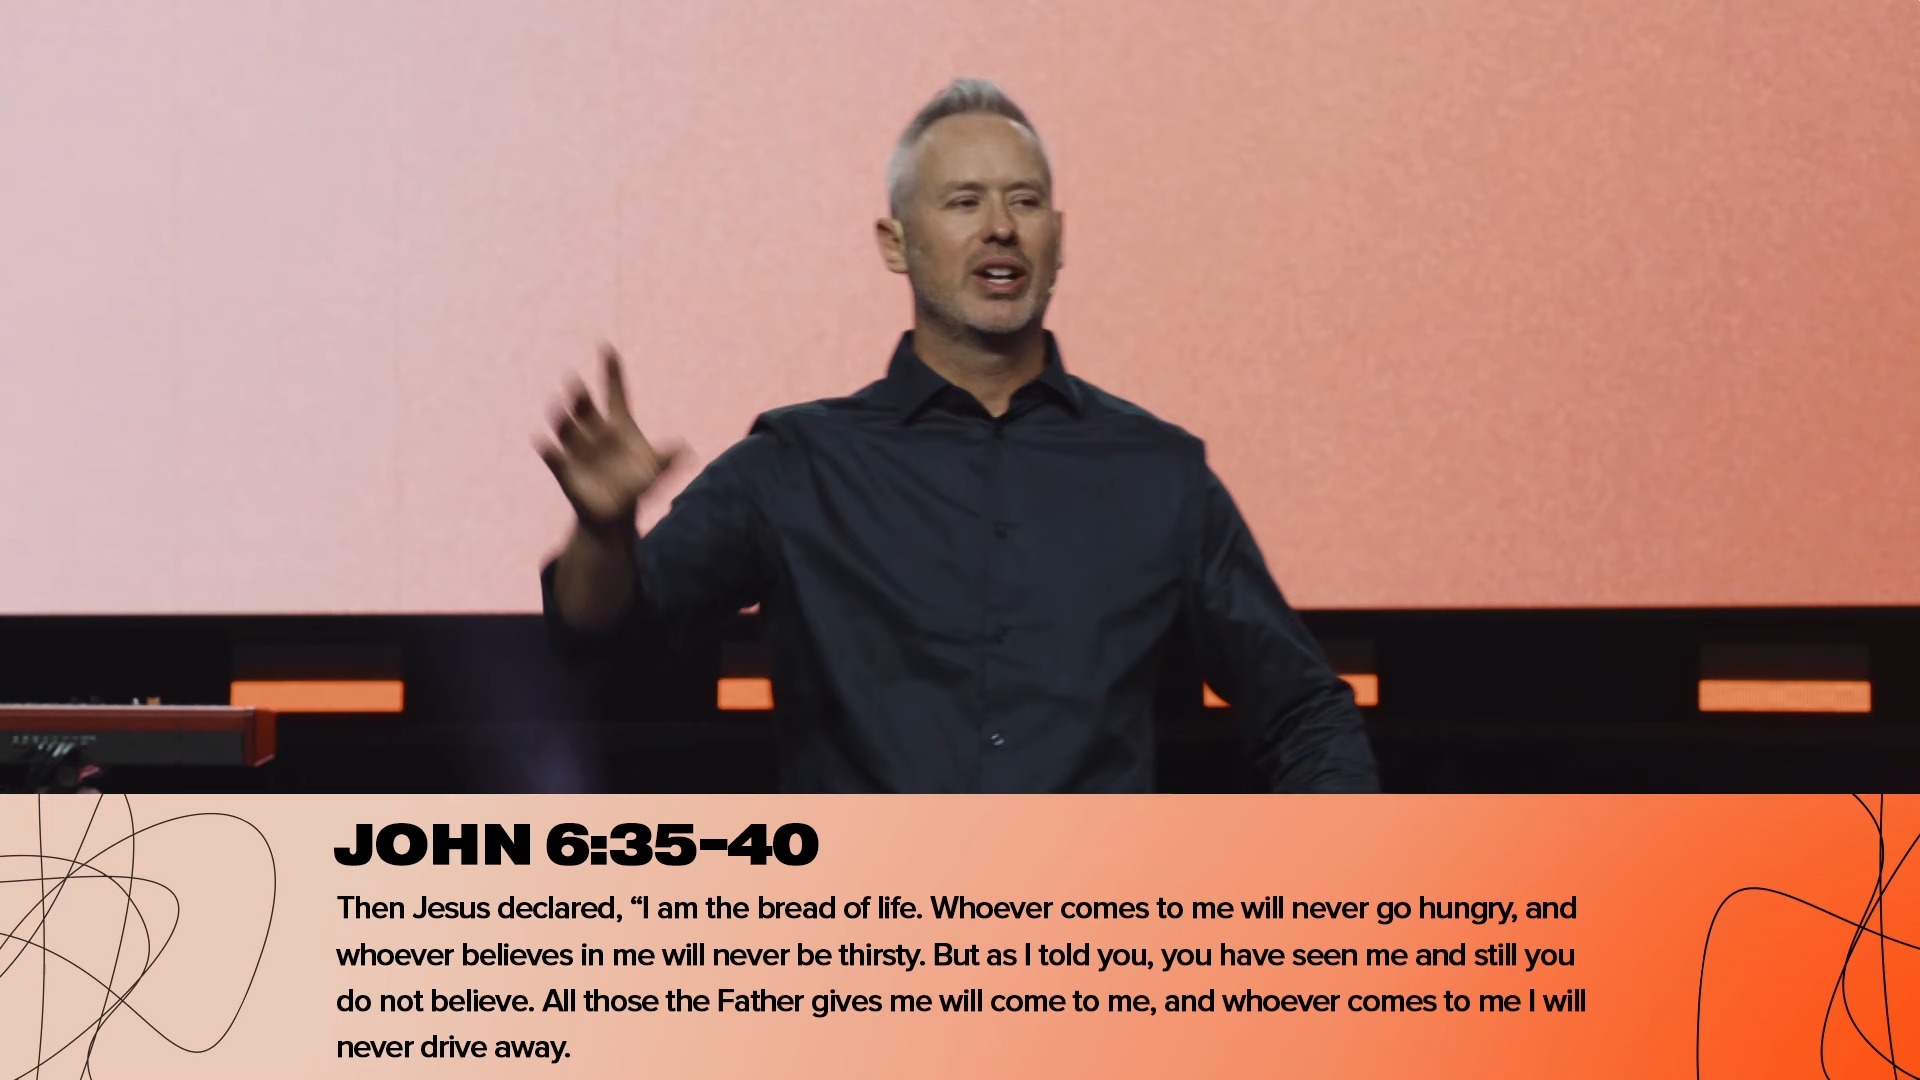 JOHN 6:35-40
Then Jesus declared, “I am the bread of life. Whoever comes to me will never go hungry, and
whoever believes in me will never be thirsty. But as I told you, you have seen me and still you
do not believe. All those the Father gives me will come to me, and whoever comes to me I will
never drive away.